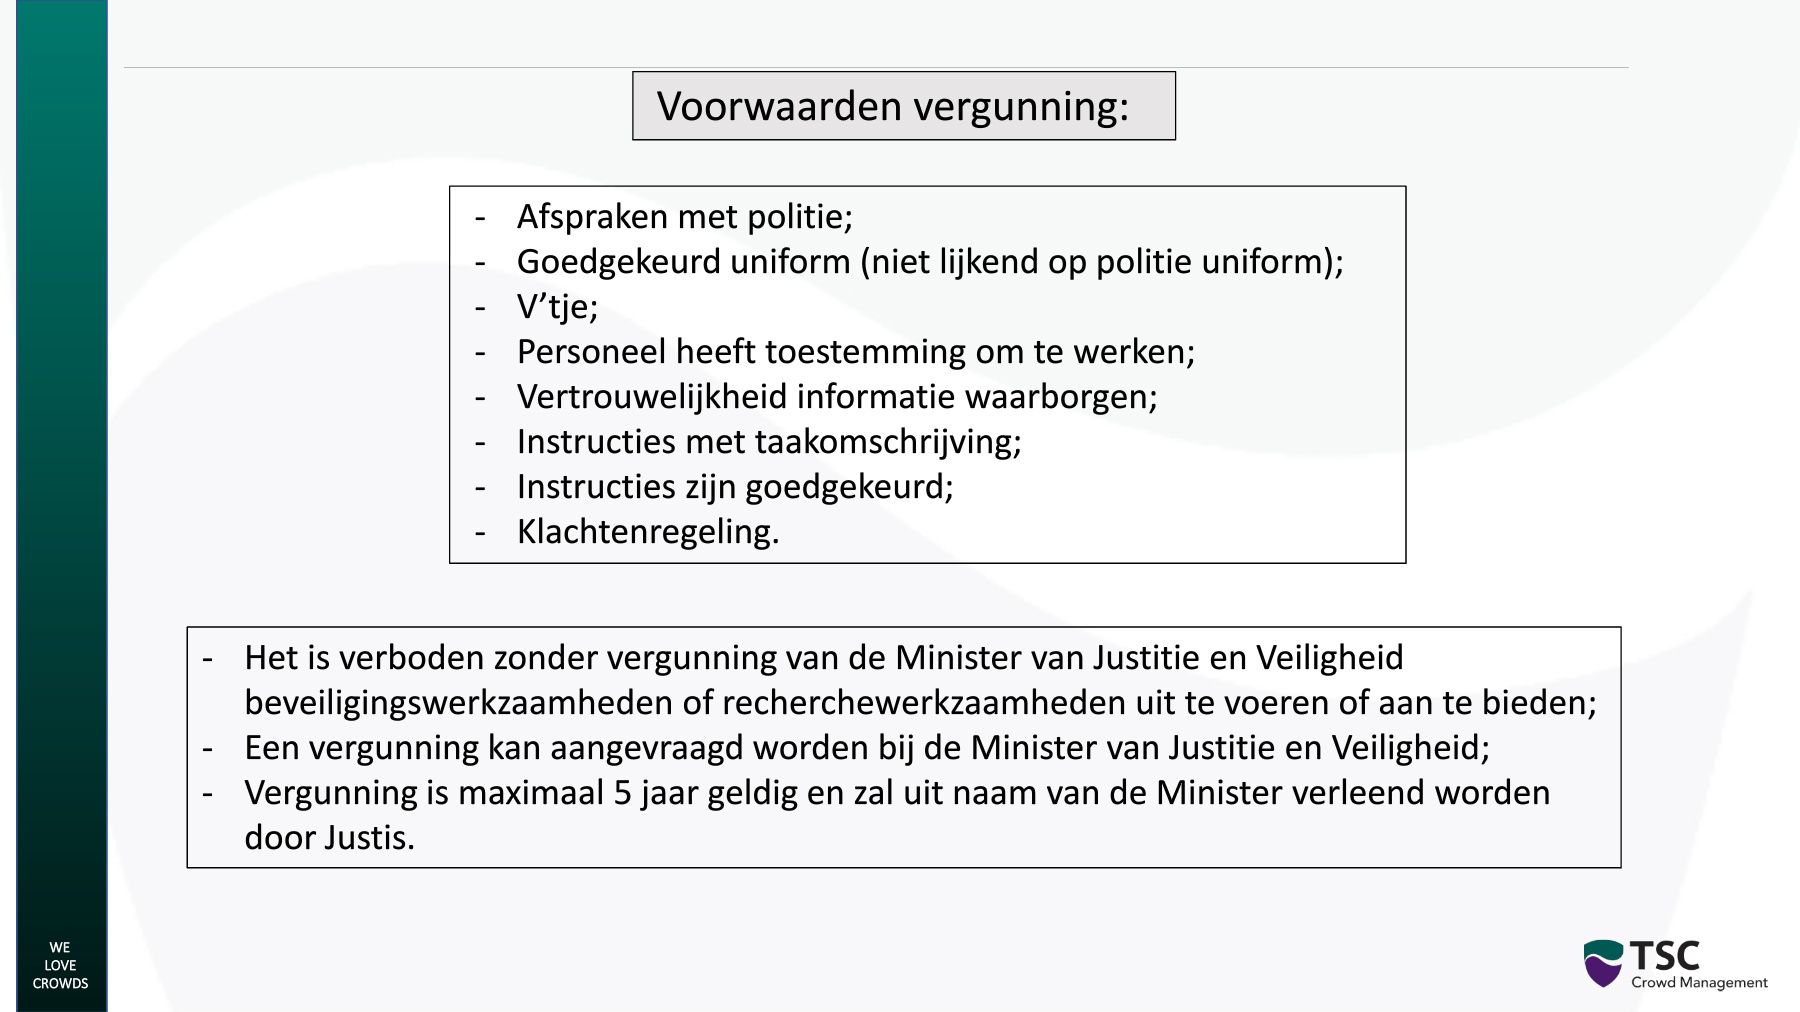 Voorwaarden vergunning:
- Afspraken met politie;
- Goedgekeurd uniform (niet lijkend op politie uniform);
- V’tje;
- Personeel heeft toestemming om te werken;
- Vertrouwelijkheid informatie waarborgen;
- Instructies met taakomschrijving;
- Instructies zijn goedgekeurd;
- Klachtenregeling.
- Het is verboden zonder vergunning van de Minister van Justitie en Veiligheid
beveiligingswerkzaamheden of recherchewerkzaamheden uit te voeren of aan te bieden;
- Een vergunning kan aangevraagd worden bij de Minister van Justitie en Veiligheid;
- Vergunning is maximaal 5 jaar geldig en zal uit naam van de Minister verleend worden
door Justis.
WE
LOVE
CROWDS
TSC
Crowd Management